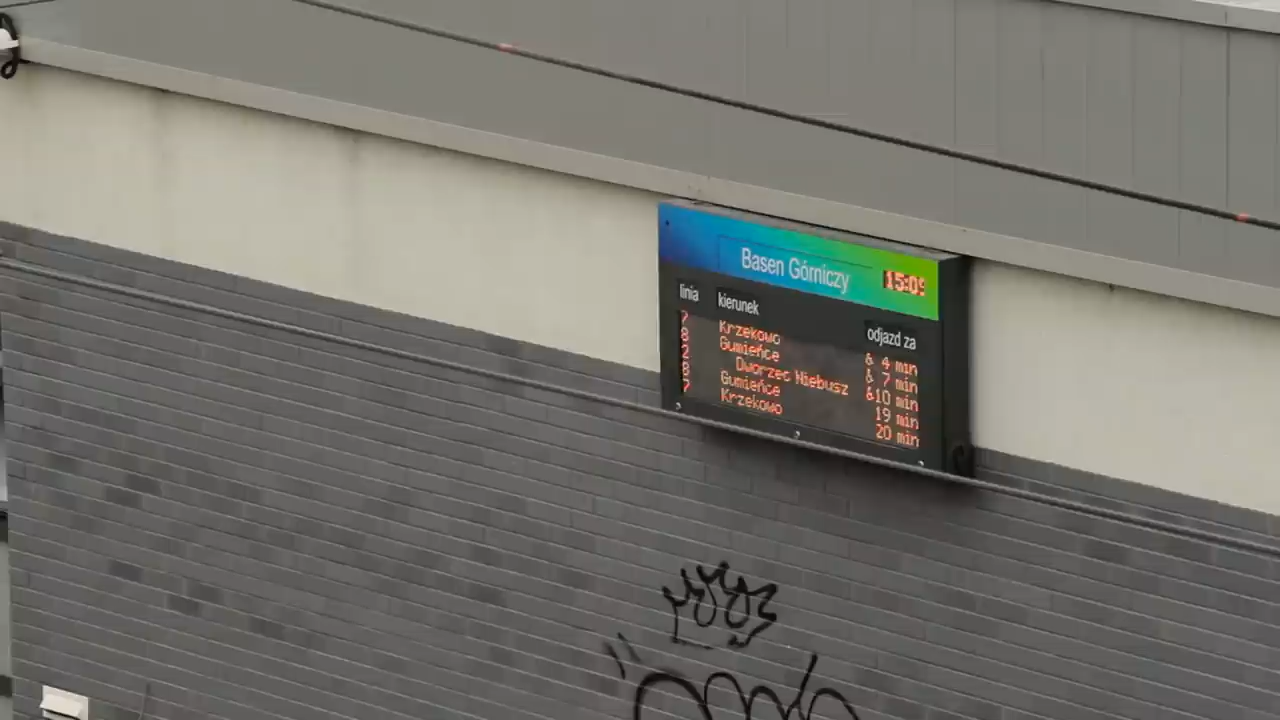 Basen Górniczy 15:09
linia kierunek odjazd za
7 Krzekowo & 4 min
8 Gumieńce & 7 min
2 Dworzec Niebusz &10 min
8 Gumieńce 19 min
7 Krzekowo 20 min